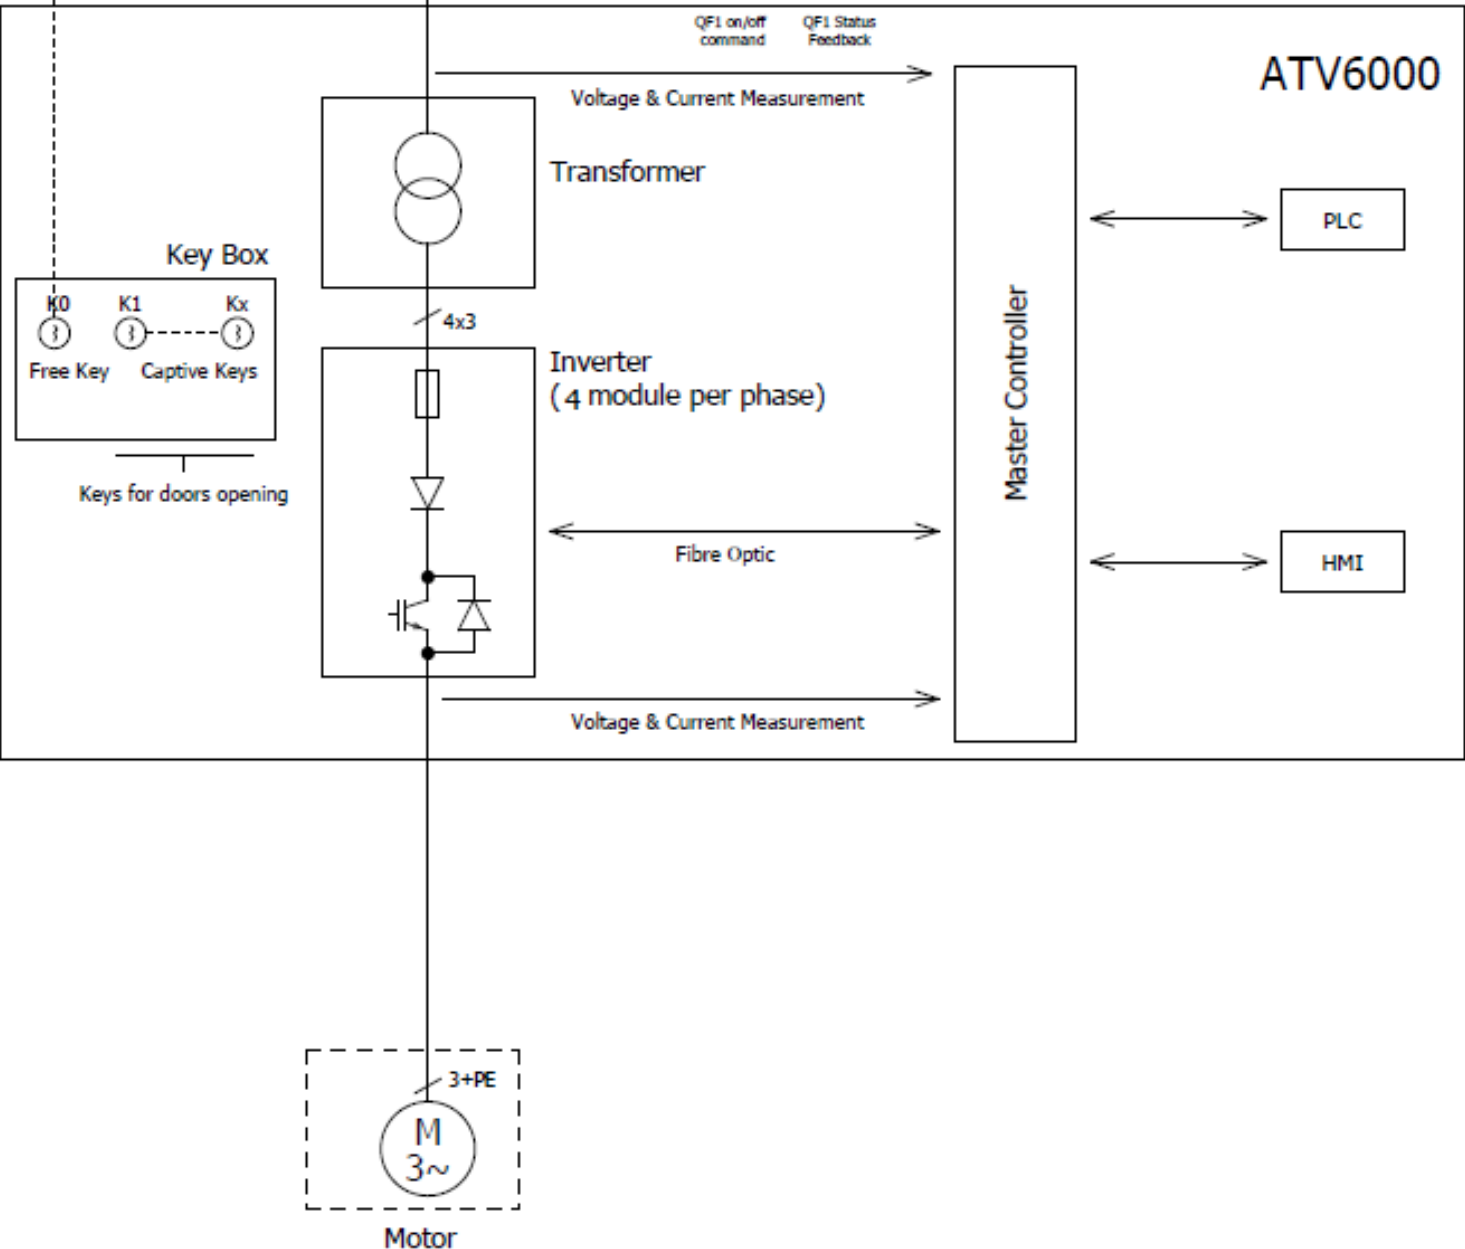 QF1 on/off
command
QF1 Status
Feedback
ATV6000
Voltage & Current Measurement
Transformer
PLC
Key Box
K0
K1
Kx
Free Key
Captive Keys
4x3
Inverter
(4 module per phase)
Master Controller
Keys for doors opening
Fibre Optic
HMI
Voltage & Current Measurement
3+PE
M
3~
Motor